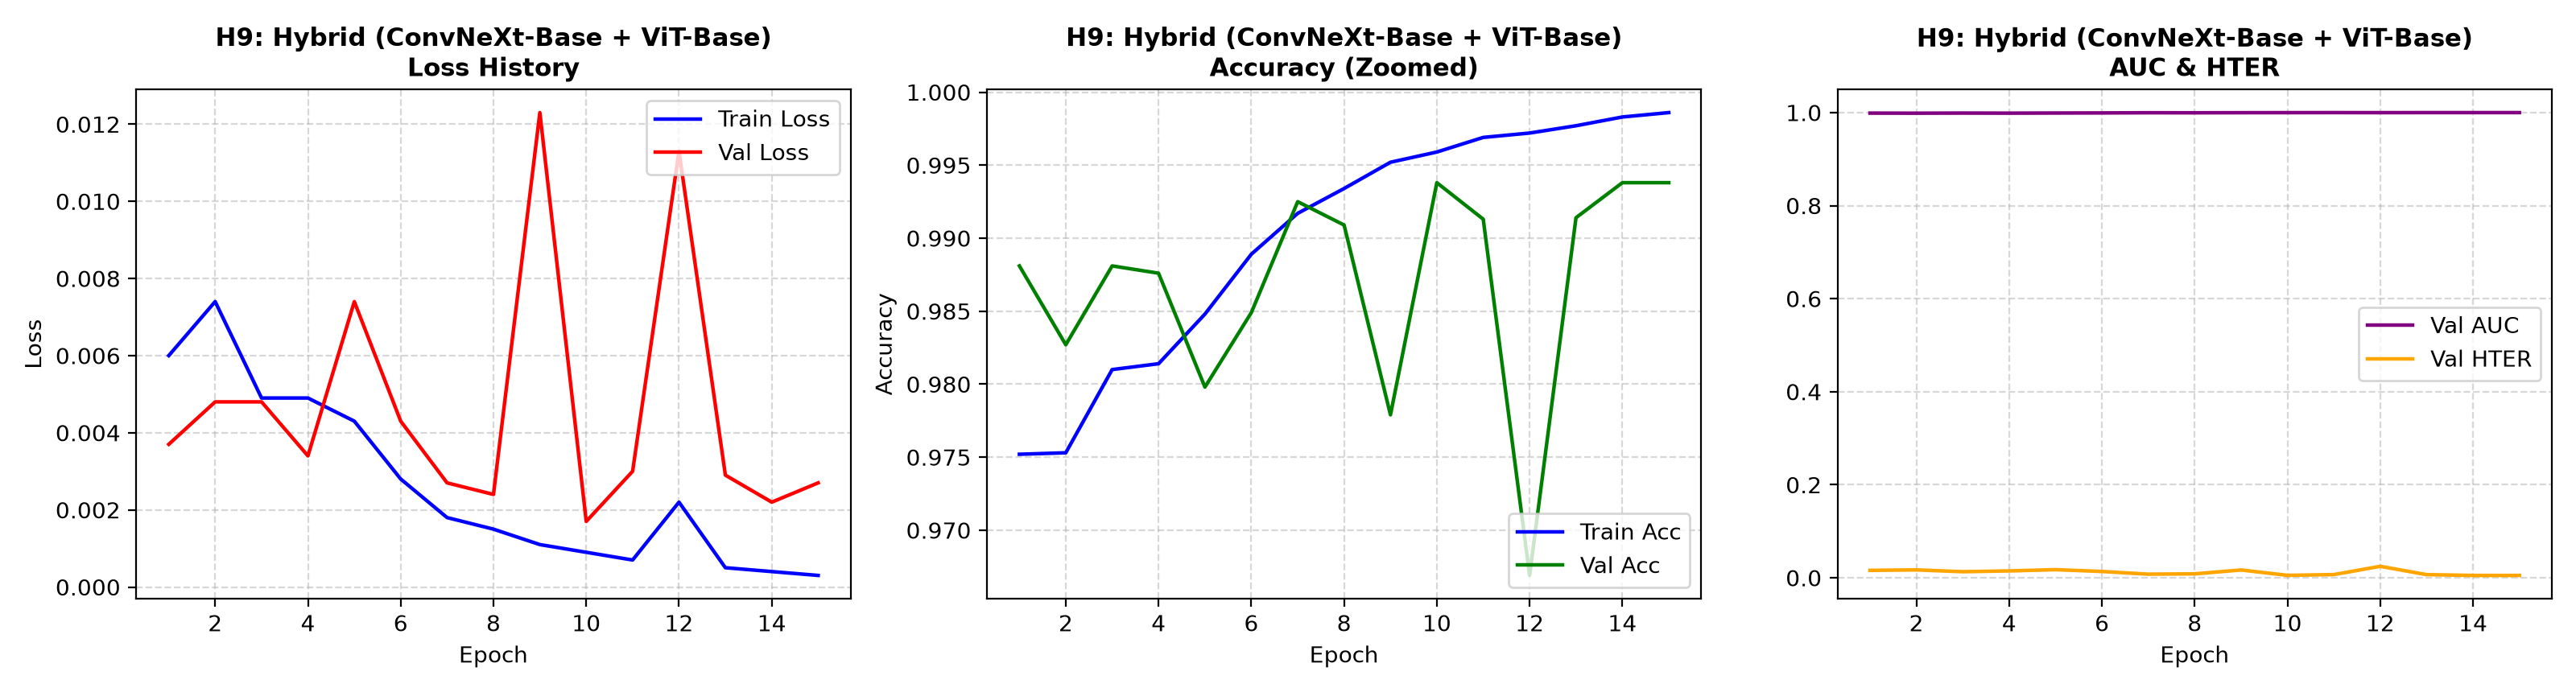 H9: Hybrid (ConvNeXt-Base + ViT-Base)
Loss History
0.012
0.010
0.008
0.006
0.004
0.002
0.000
Loss
2 4 6 8 10 12 14
Epoch
Train Loss
Val Loss
H9: Hybrid (ConvNeXt-Base + ViT-Base)
Accuracy (Zoomed)
1.000
0.995
0.990
0.985
0.980
0.975
0.970
Accuracy
2 4 6 8 10 12 14
Epoch
Train Acc
Val Acc
H9: Hybrid (ConvNeXt-Base + ViT-Base)
AUC & HTER
1.0
0.8
0.6
0.4
0.2
0.0
2 4 6 8 10 12 14
Epoch
Val AUC
Val HTER